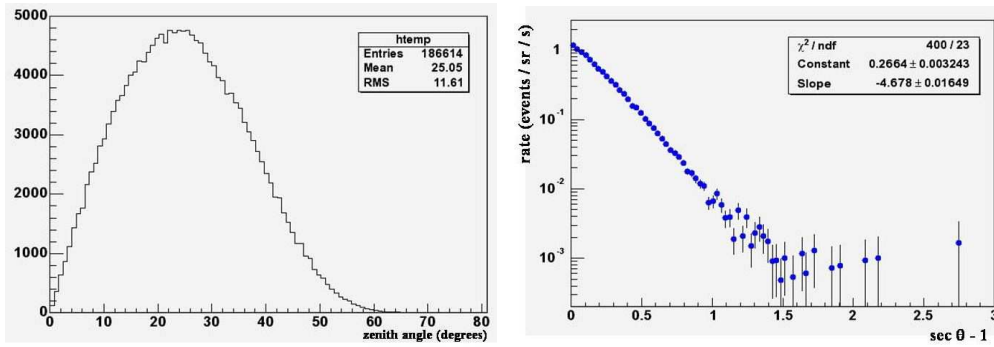 5000
4000
3000
2000
1000
0
0 10 20 30 40 50 60 70 80
zenith angle (degrees)
htemp
Entries 186614
Mean 25.05
RMS 11.61
rate (events / sr / s)
1
10-1
10-2
10-3
0 0.5 1 1.5 2 2.5 3
sec θ - 1
χ2 / ndf 400 / 23
Constant 0.2664 ± 0.003243
Slope -4.678 ± 0.01649